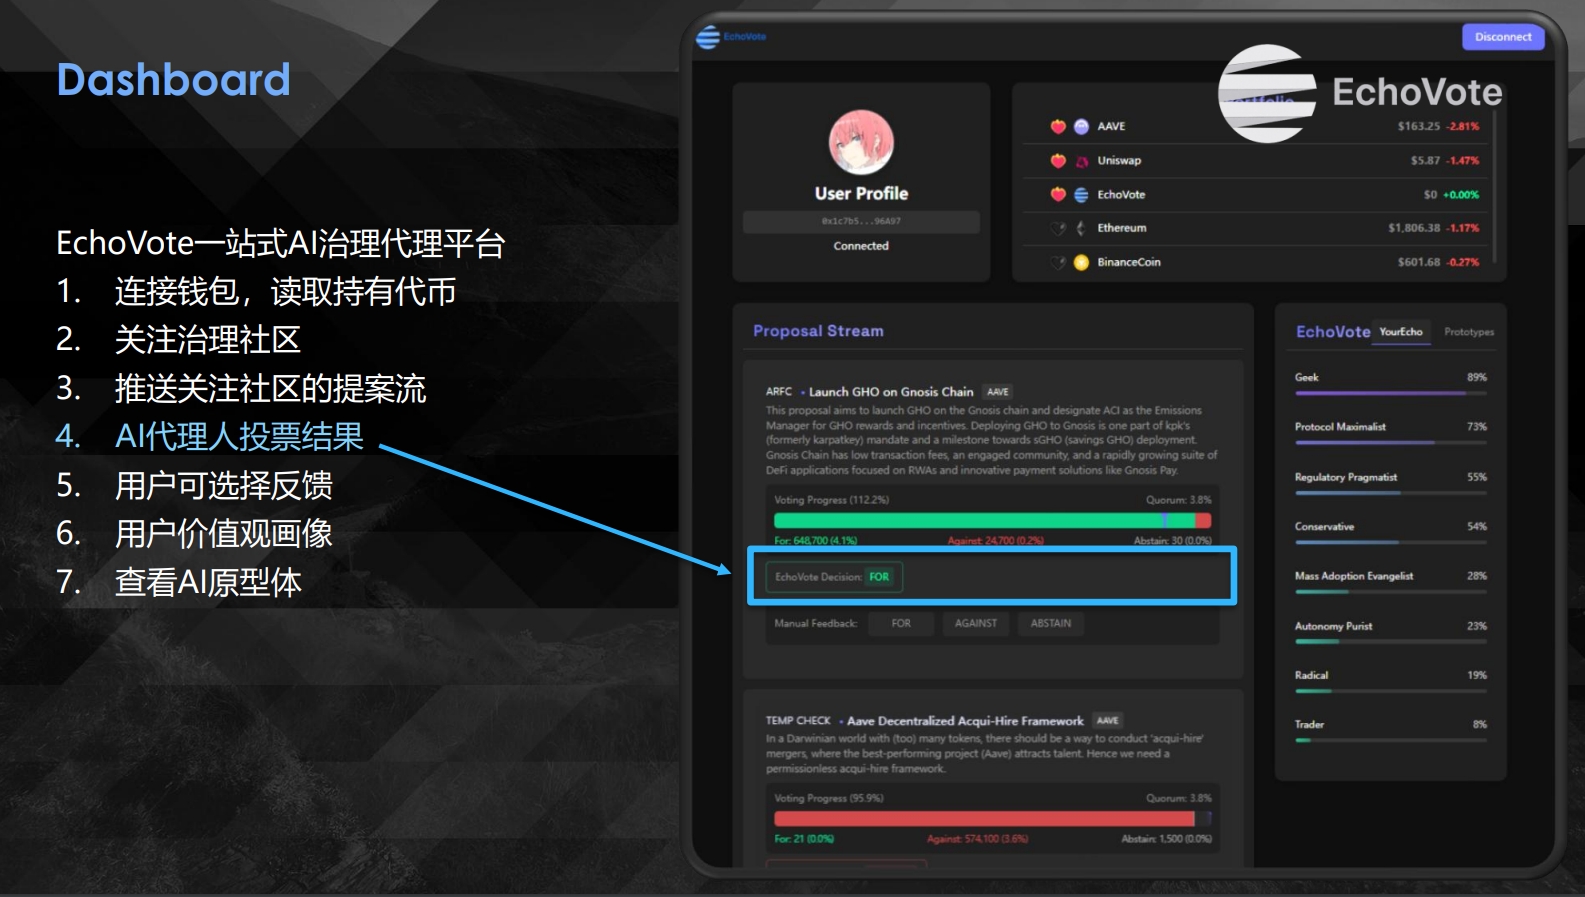 Dashboard
EchoVote一站式AI治理代理平台
1. 连接钱包，读取持有代币
2. 关注治理社区
3. 推送关注社区的提案流
4. AI代理人投票结果
5. 用户可选择反馈
6. 用户价值观画像
7. 查看AI原型体
EchoVote
Disconnect
EchoVote
User Profile
0x1c7b5...96A97
Connected
Portfolio
AAVE $163.25 -2.81%
Uniswap $5.87 -1.47%
EchoVote $0 +0.00%
Ethereum $1,806.38 -1.17%
BinanceCoin $601.68 -0.27%
Proposal Stream
ARFC • Launch GHO on Gnosis Chain AAVE
This proposal aims to launch GHO on the Gnosis chain and designate ACI as the Emissions
Manager for GHO rewards and incentives. Deploying GHO to Gnosis is one part of kpk's
(formerly karpatkey) mandate and a milestone towards sGHO (savings GHO) deployment.
Gnosis Chain has low transaction fees, an engaged community, and a rapidly growing suite of
DeFi applications focused on RWAs and innovative payment solutions like Gnosis Pay.
Voting Progress (112.2%) Quorum: 3.8%
For: 648,700 (4.1%) Against: 24,700 (0.2%) Abstain: 30 (0.0%)
EchoVote Decision: FOR
Manual Feedback: FOR AGAINST ABSTAIN
TEMP CHECK • Aave Decentralized Acqui-Hire Framework AAVE
In a Darwinian world with (too) many tokens, there should be a way to conduct 'acqui-hire'
mergers, where the best-performing project (Aave) attracts talent. Hence we need a
permissionless acqui-hire framework.
Voting Progress (95.9%) Quorum: 3.8%
For: 21 (0.0%) Against: 574,100 (3.6%) Abstain: 1,500 (0.0%)
EchoVote YourEcho Prototypes
Geek 89%
Protocol Maximalist 73%
Regulatory Pragmatist 55%
Conservative 54%
Mass Adoption Evangelist 28%
Autonomy Purist 23%
Radical 19%
Trader 8%